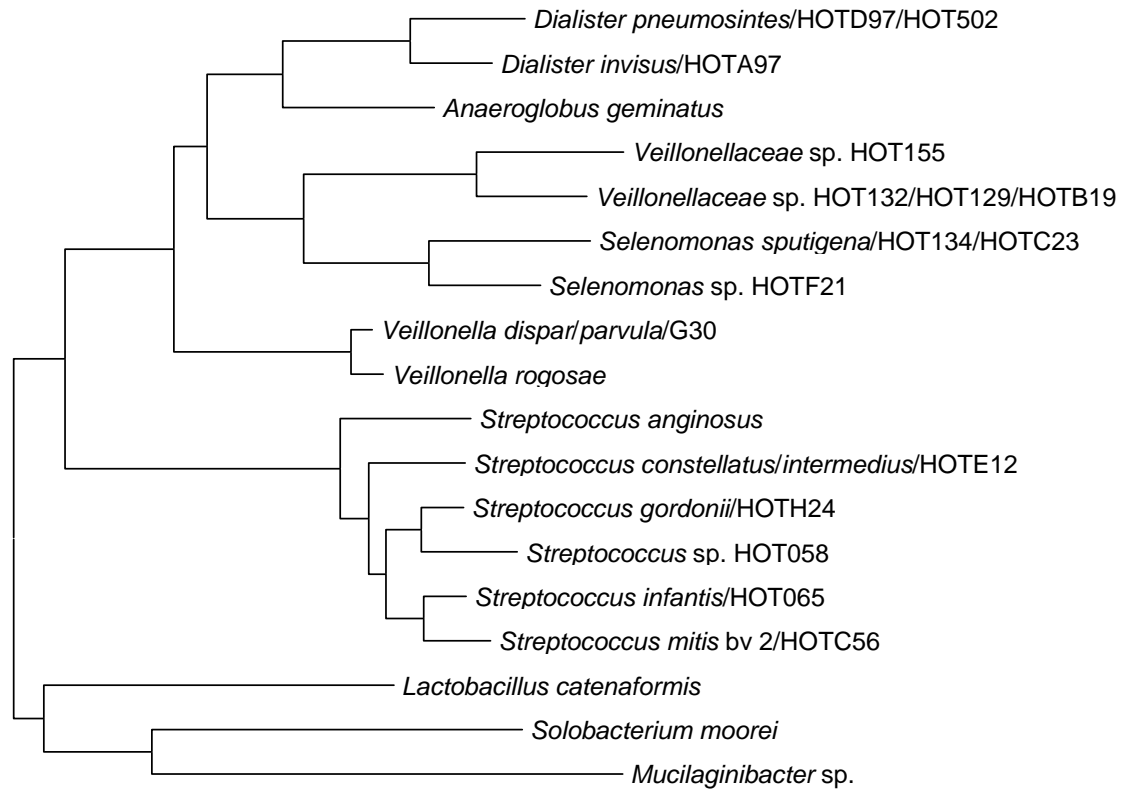 Dialister pneumosintes/HOTD97/HOT502
Dialister invisus/HOTA97
Anaeroglobus geminatus
Veillonellaceae sp. HOT155
Veillonellaceae sp. HOT132/HOT129/HOTB19
Selenomonas sputigena/HOT134/HOTC23
Selenomonas sp. HOTF21
Veillonella dispar/parvula/G30
Veillonella rogosae
Streptococcus anginosus
Streptococcus constellatus/intermedius/HOTE12
Streptococcus gordonii/HOTH24
Streptococcus sp. HOT058
Streptococcus infantis/HOT065
Streptococcus mitis bv 2/HOTC56
Lactobacillus catenaformis
Solobacterium moorei
Mucilaginibacter sp.